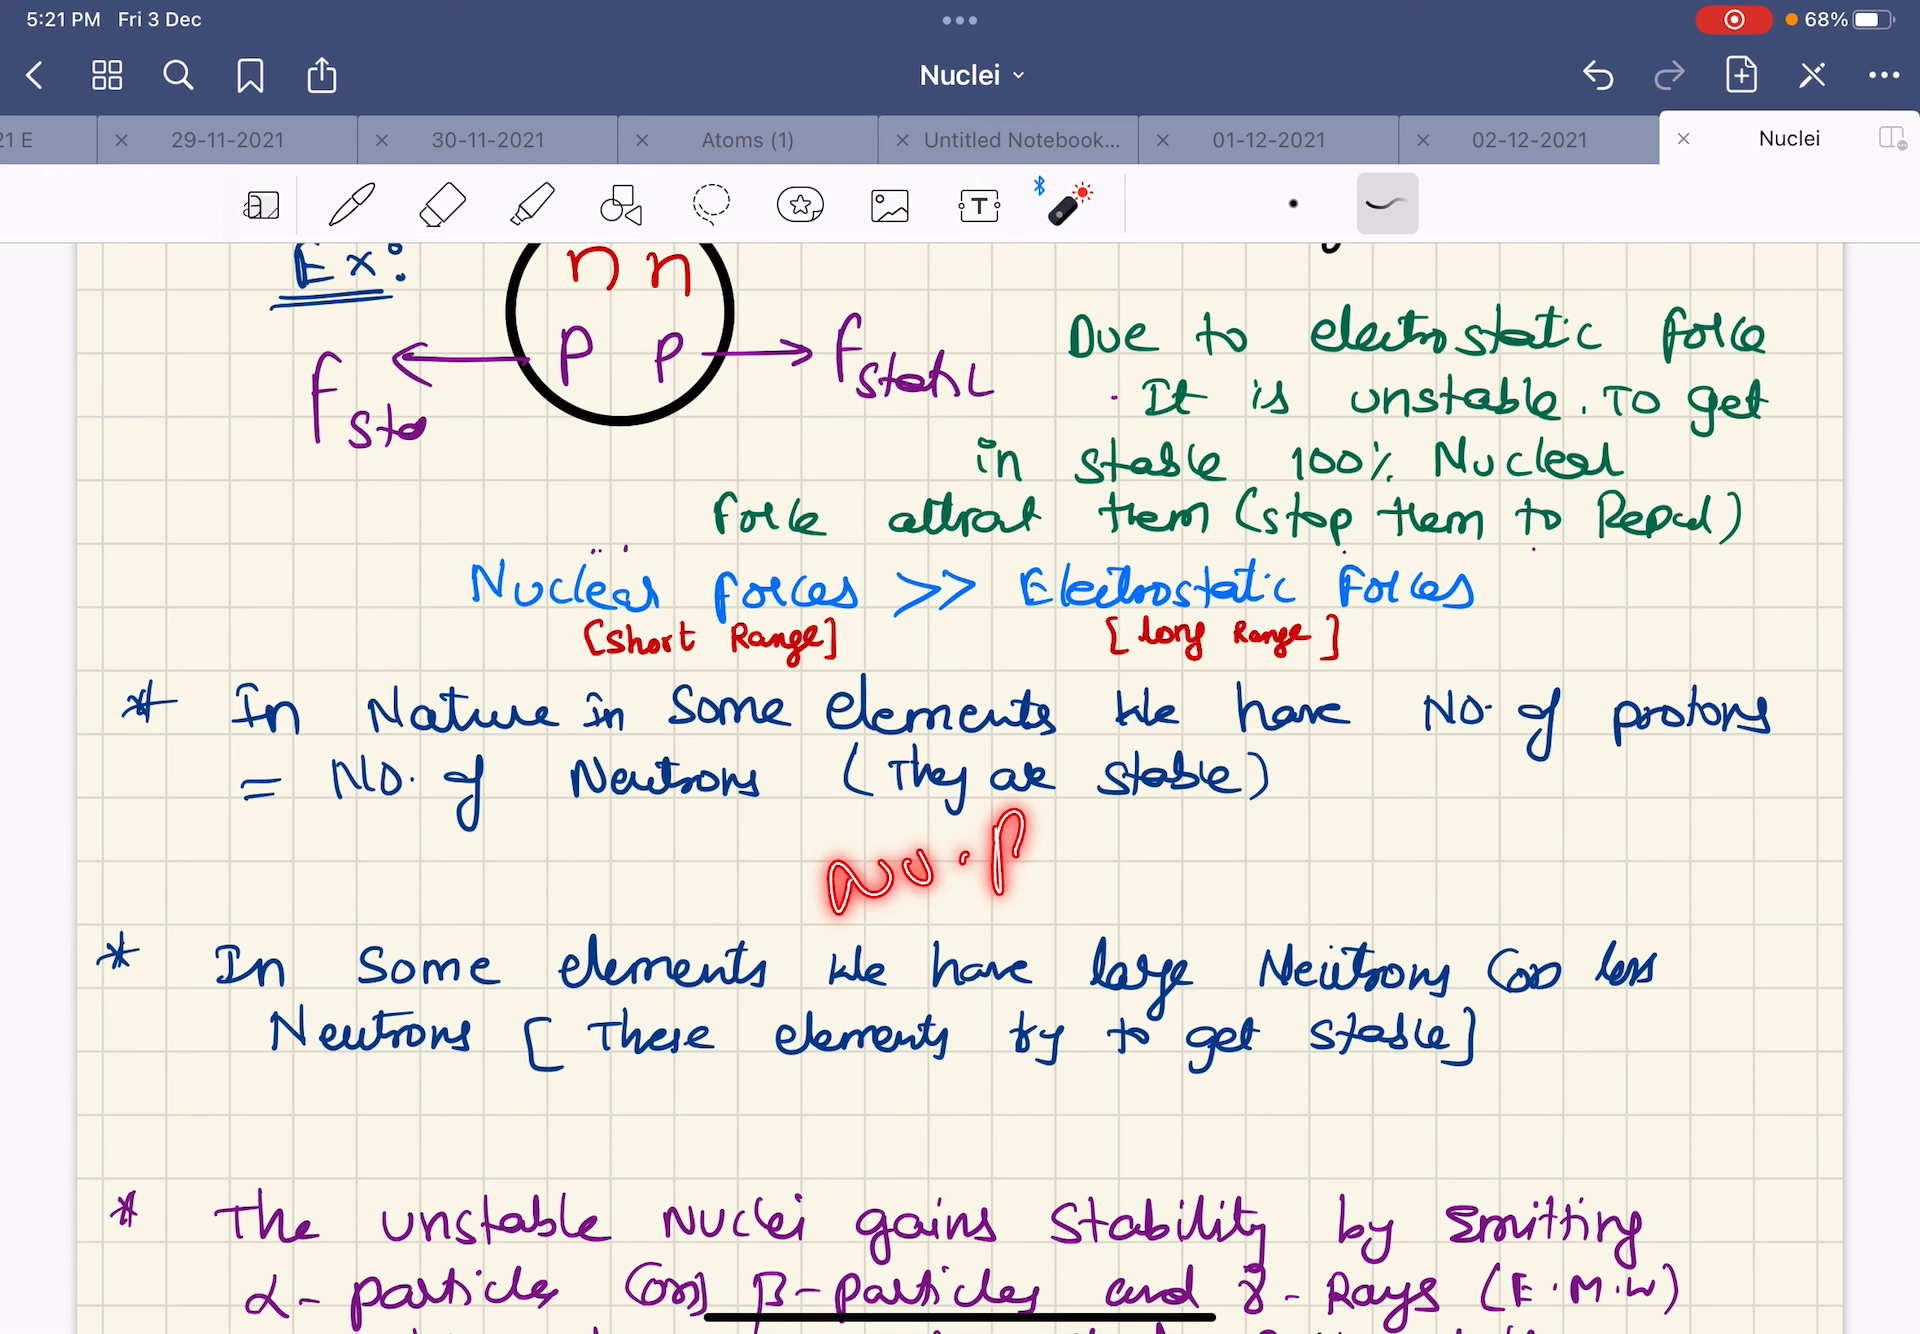 5:21 PM Fri 3 Dec
68%
Nuclei
21 E
29-11-2021
30-11-2021
Atoms (1)
Untitled Notebook...
01-12-2021
02-12-2021
Nuclei
Ex:
n n
p p
F sta
F static
Due to electrostatic force
It is unstable. To get
in stable 100% Nuclear
force attrat them (stop them to Repel)
Nuclear forces >> Electrostatic Forces
[short Range] [long Range]
* In Nature in some elements We have NO. of protons
= NO. of Neutrons (They are stable)
No. P
* In some elements We have large Neutrons (or) less
Neutrons [These elements try to get stable]
* The unstable Nuclei gains stability by Emitting
α- particles (or) β-particles and γ- Rays (E.M.W)